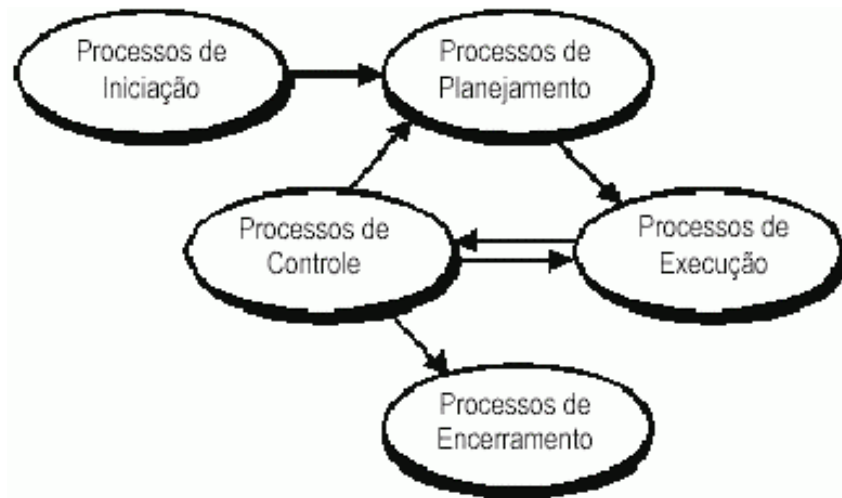 Processos de
Iniciação
Processos de
Planejamento
Processos de
Controle
Processos de
Execução
Processos de
Encerramento